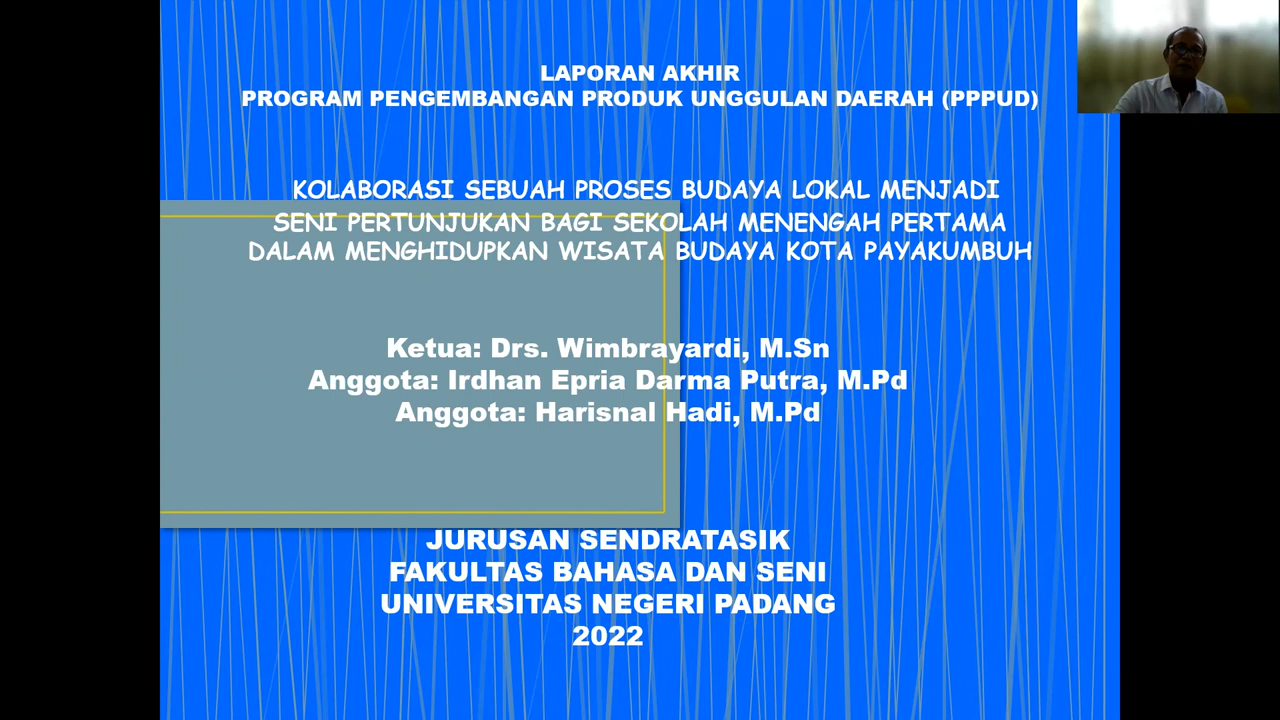 LAPORAN AKHIR
PROGRAM PENGEMBANGAN PRODUK UNGGULAN DAERAH (PPPUD)
KOLABORASI SEBUAH PROSES BUDAYA LOKAL MENJADI
SENI PERTUNJUKAN BAGI SEKOLAH MENENGAH PERTAMA
DALAM MENGHIDUPKAN WISATA BUDAYA KOTA PAYAKUMBUH
Ketua: Drs. Wimbrayardi, M.Sn
Anggota: Irdhan Epria Darma Putra, M.Pd
Anggota: Harisnal Hadi, M.Pd
JURUSAN SENDRATASIK
FAKULTAS BAHASA DAN SENI
UNIVERSITAS NEGERI PADANG
2022